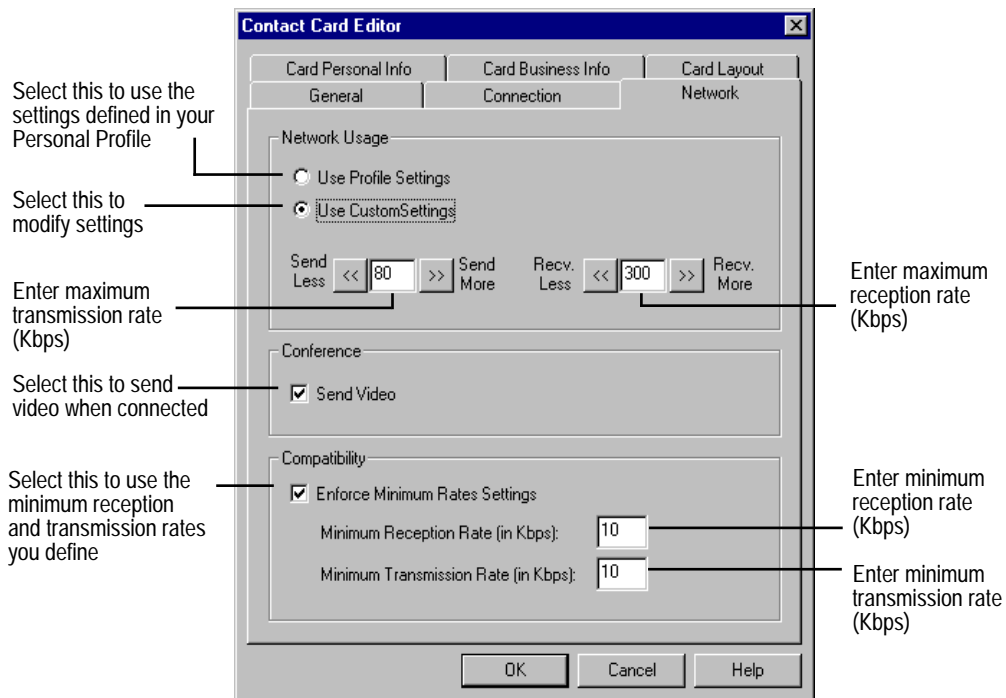 Contact Card Editor
Card Personal Info
Card Business Info
Card Layout
General
Connection
Network
Select this to use the
settings defined in your
Personal Profile
Network Usage
Use Profile Settings
Select this to
modify settings
Use CustomSettings
Send
Less
<<
80
>>
Send
More
Recv.
Less
<<
300
>>
Recv.
More
Enter maximum
transmission rate
(Kbps)
Enter maximum
reception rate
(Kbps)
Conference
Select this to send
video when connected
Send Video
Compatibility
Select this to use the
minimum reception
and transmission rates
you define
Enforce Minimum Rates Settings
Minimum Reception Rate (in Kbps):
10
Enter minimum
reception rate
(Kbps)
Minimum Transmission Rate (in Kbps):
10
Enter minimum
transmission rate
(Kbps)
OK
Cancel
Help